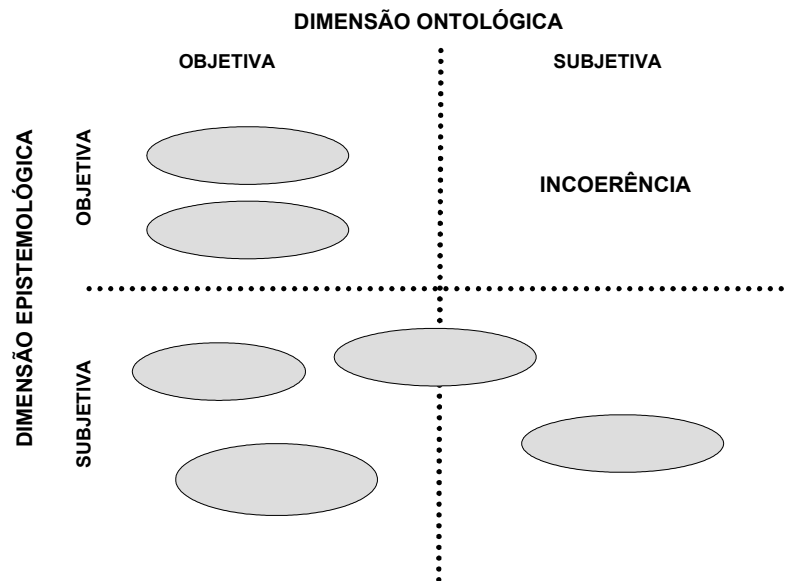 DIMENSÃO ONTOLÓGICA
OBJETIVA
SUBJETIVA
DIMENSÃO EPISTEMOLÓGICA
OBJETIVA
INCOERÊNCIA
SUBJETIVA